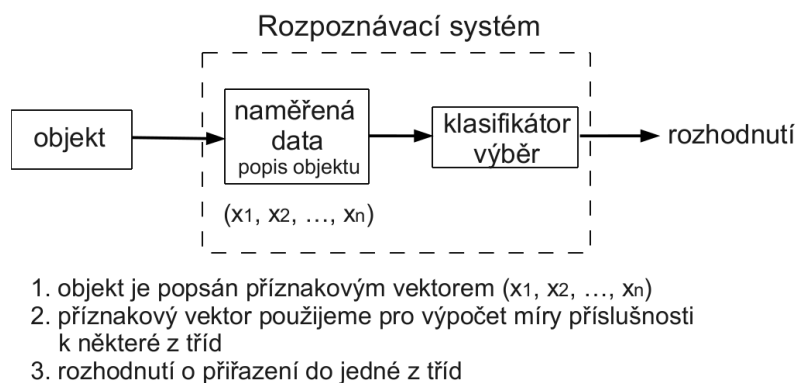 Rozpoznávací systém
objekt
naměřená
data
popis objektu
(x1, x2, …, xn)
klasifikátor
výběr
rozhodnutí
1. objekt je popsán příznakovým vektorem (x1, x2, …, xn)
2. příznakový vektor použijeme pro výpočet míry příslušnosti
k některé z tříd
3. rozhodnutí o přiřazení do jedné z tříd